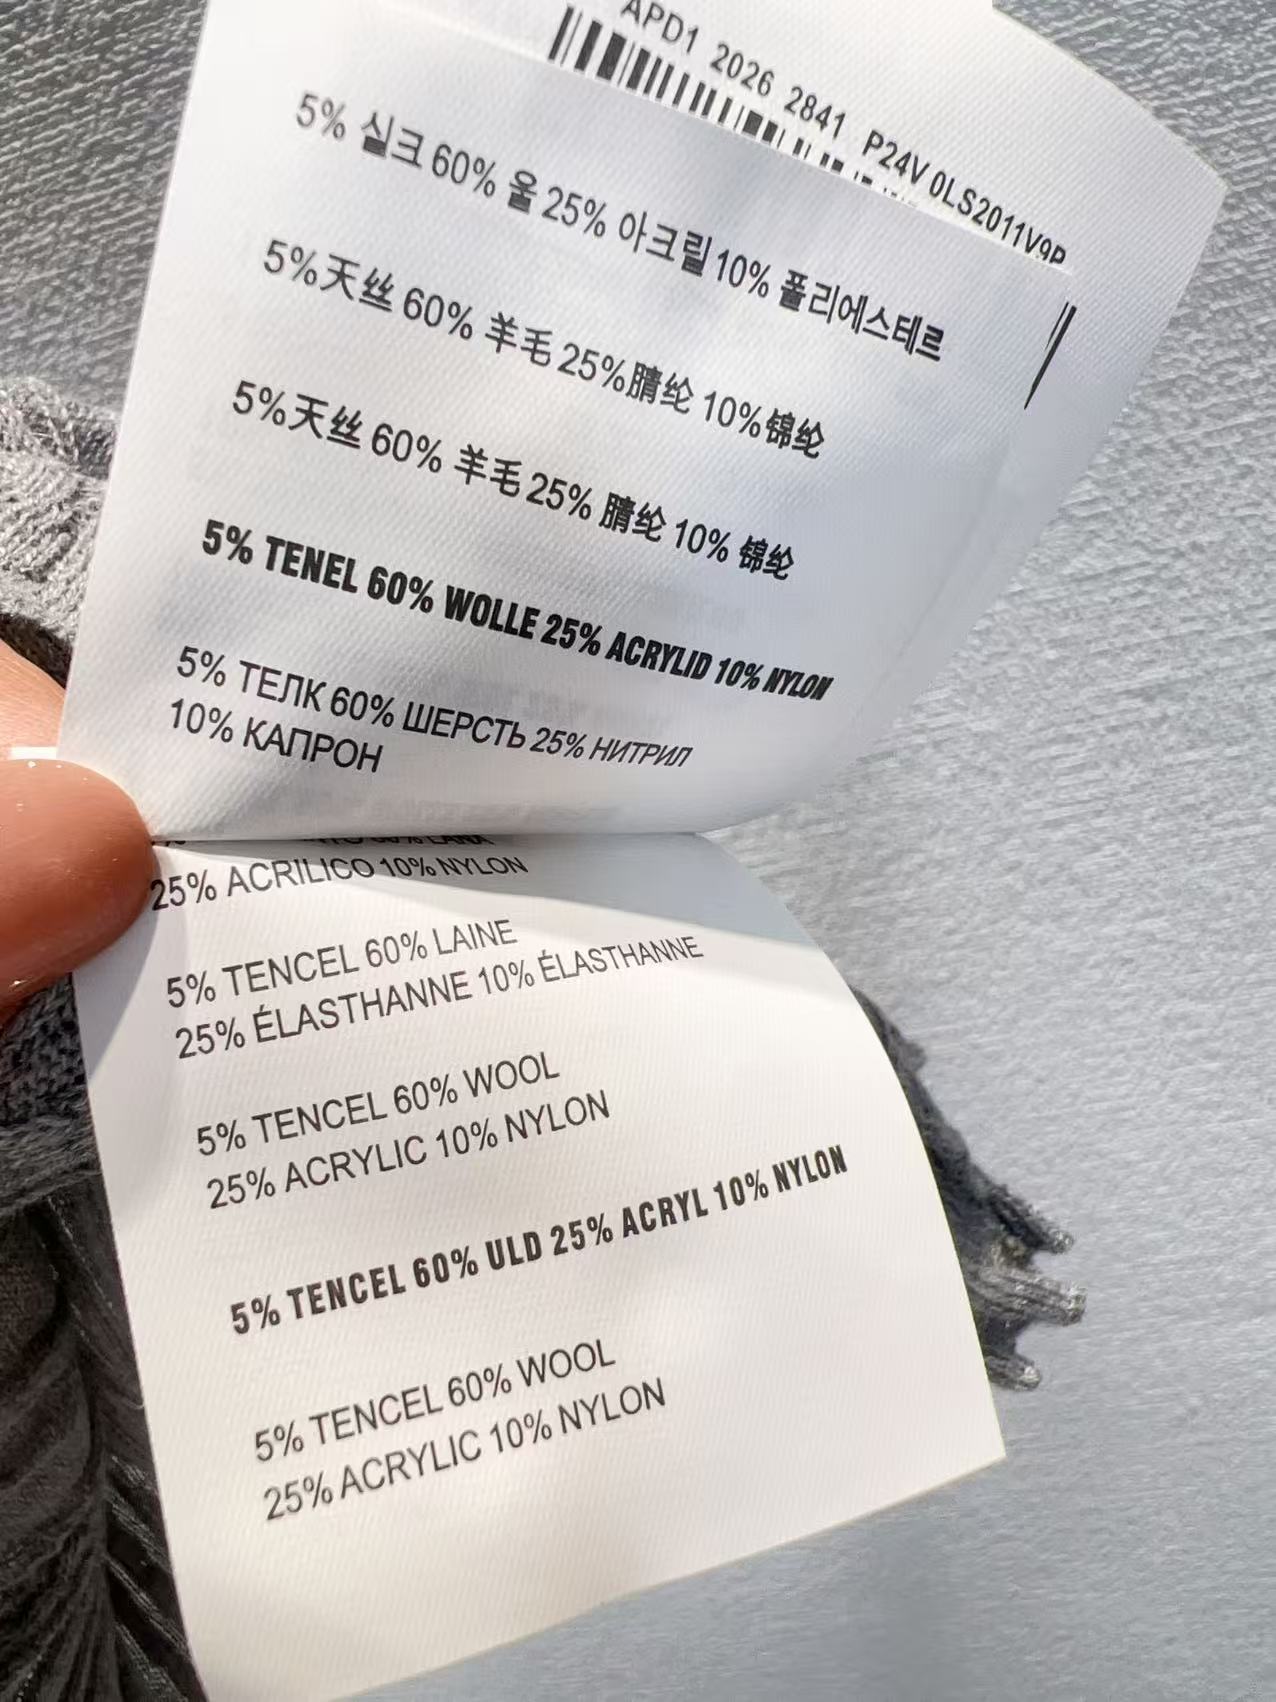 APD1 2026 2841 P24V 0LS2011V9P
5% 실크 60% 울 25% 아크릴 10% 폴리에스테르
5%天丝 60% 羊毛 25%腈纶 10%锦纶
5%天丝 60% 羊毛 25% 腈纶 10% 锦纶
5% TENEL 60% WOLLE 25% ACRYLID 10% NYLON
5% ТЕЛК 60% ШЕРСТЬ 25% НИТРИЛ
10% КАПРОН
60% LANA
25% ACRILICO 10% NYLON
5% TENCEL 60% LAINE
25% ÉLASTHANNE 10% ÉLASTHANNE
5% TENCEL 60% WOOL
25% ACRYLIC 10% NYLON
5% TENCEL 60% ULD 25% ACRYL 10% NYLON
5% TENCEL 60% WOOL
25% ACRYLIC 10% NYLON